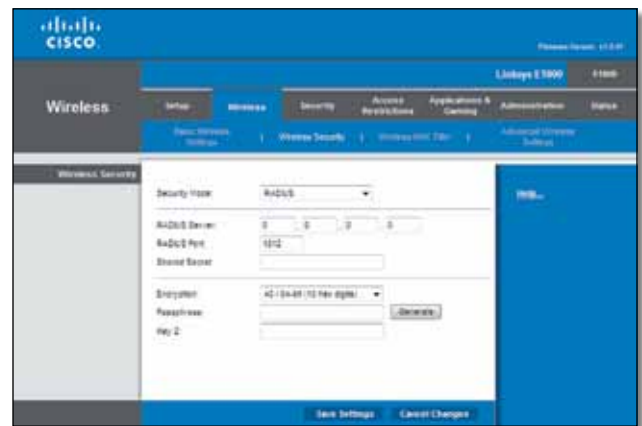 CISCO
Linksys E1000
E1000
Wireless
Setup
Wireless
Security
Access Restrictions
Applications & Gaming
Administration
Status
Basic Wireless Settings
Wireless Security
Wireless MAC Filter
Advanced Wireless Settings
Wireless Security
Security Mode:
RADIUS
RADIUS Server:
0 . 0 . 0 . 0
RADIUS Port:
1812
Shared Secret:
Encryption:
40 / 64-bit (10 hex digits)
Passphrase:
Generate
Key 2:
Help...
Save Settings
Cancel Changes